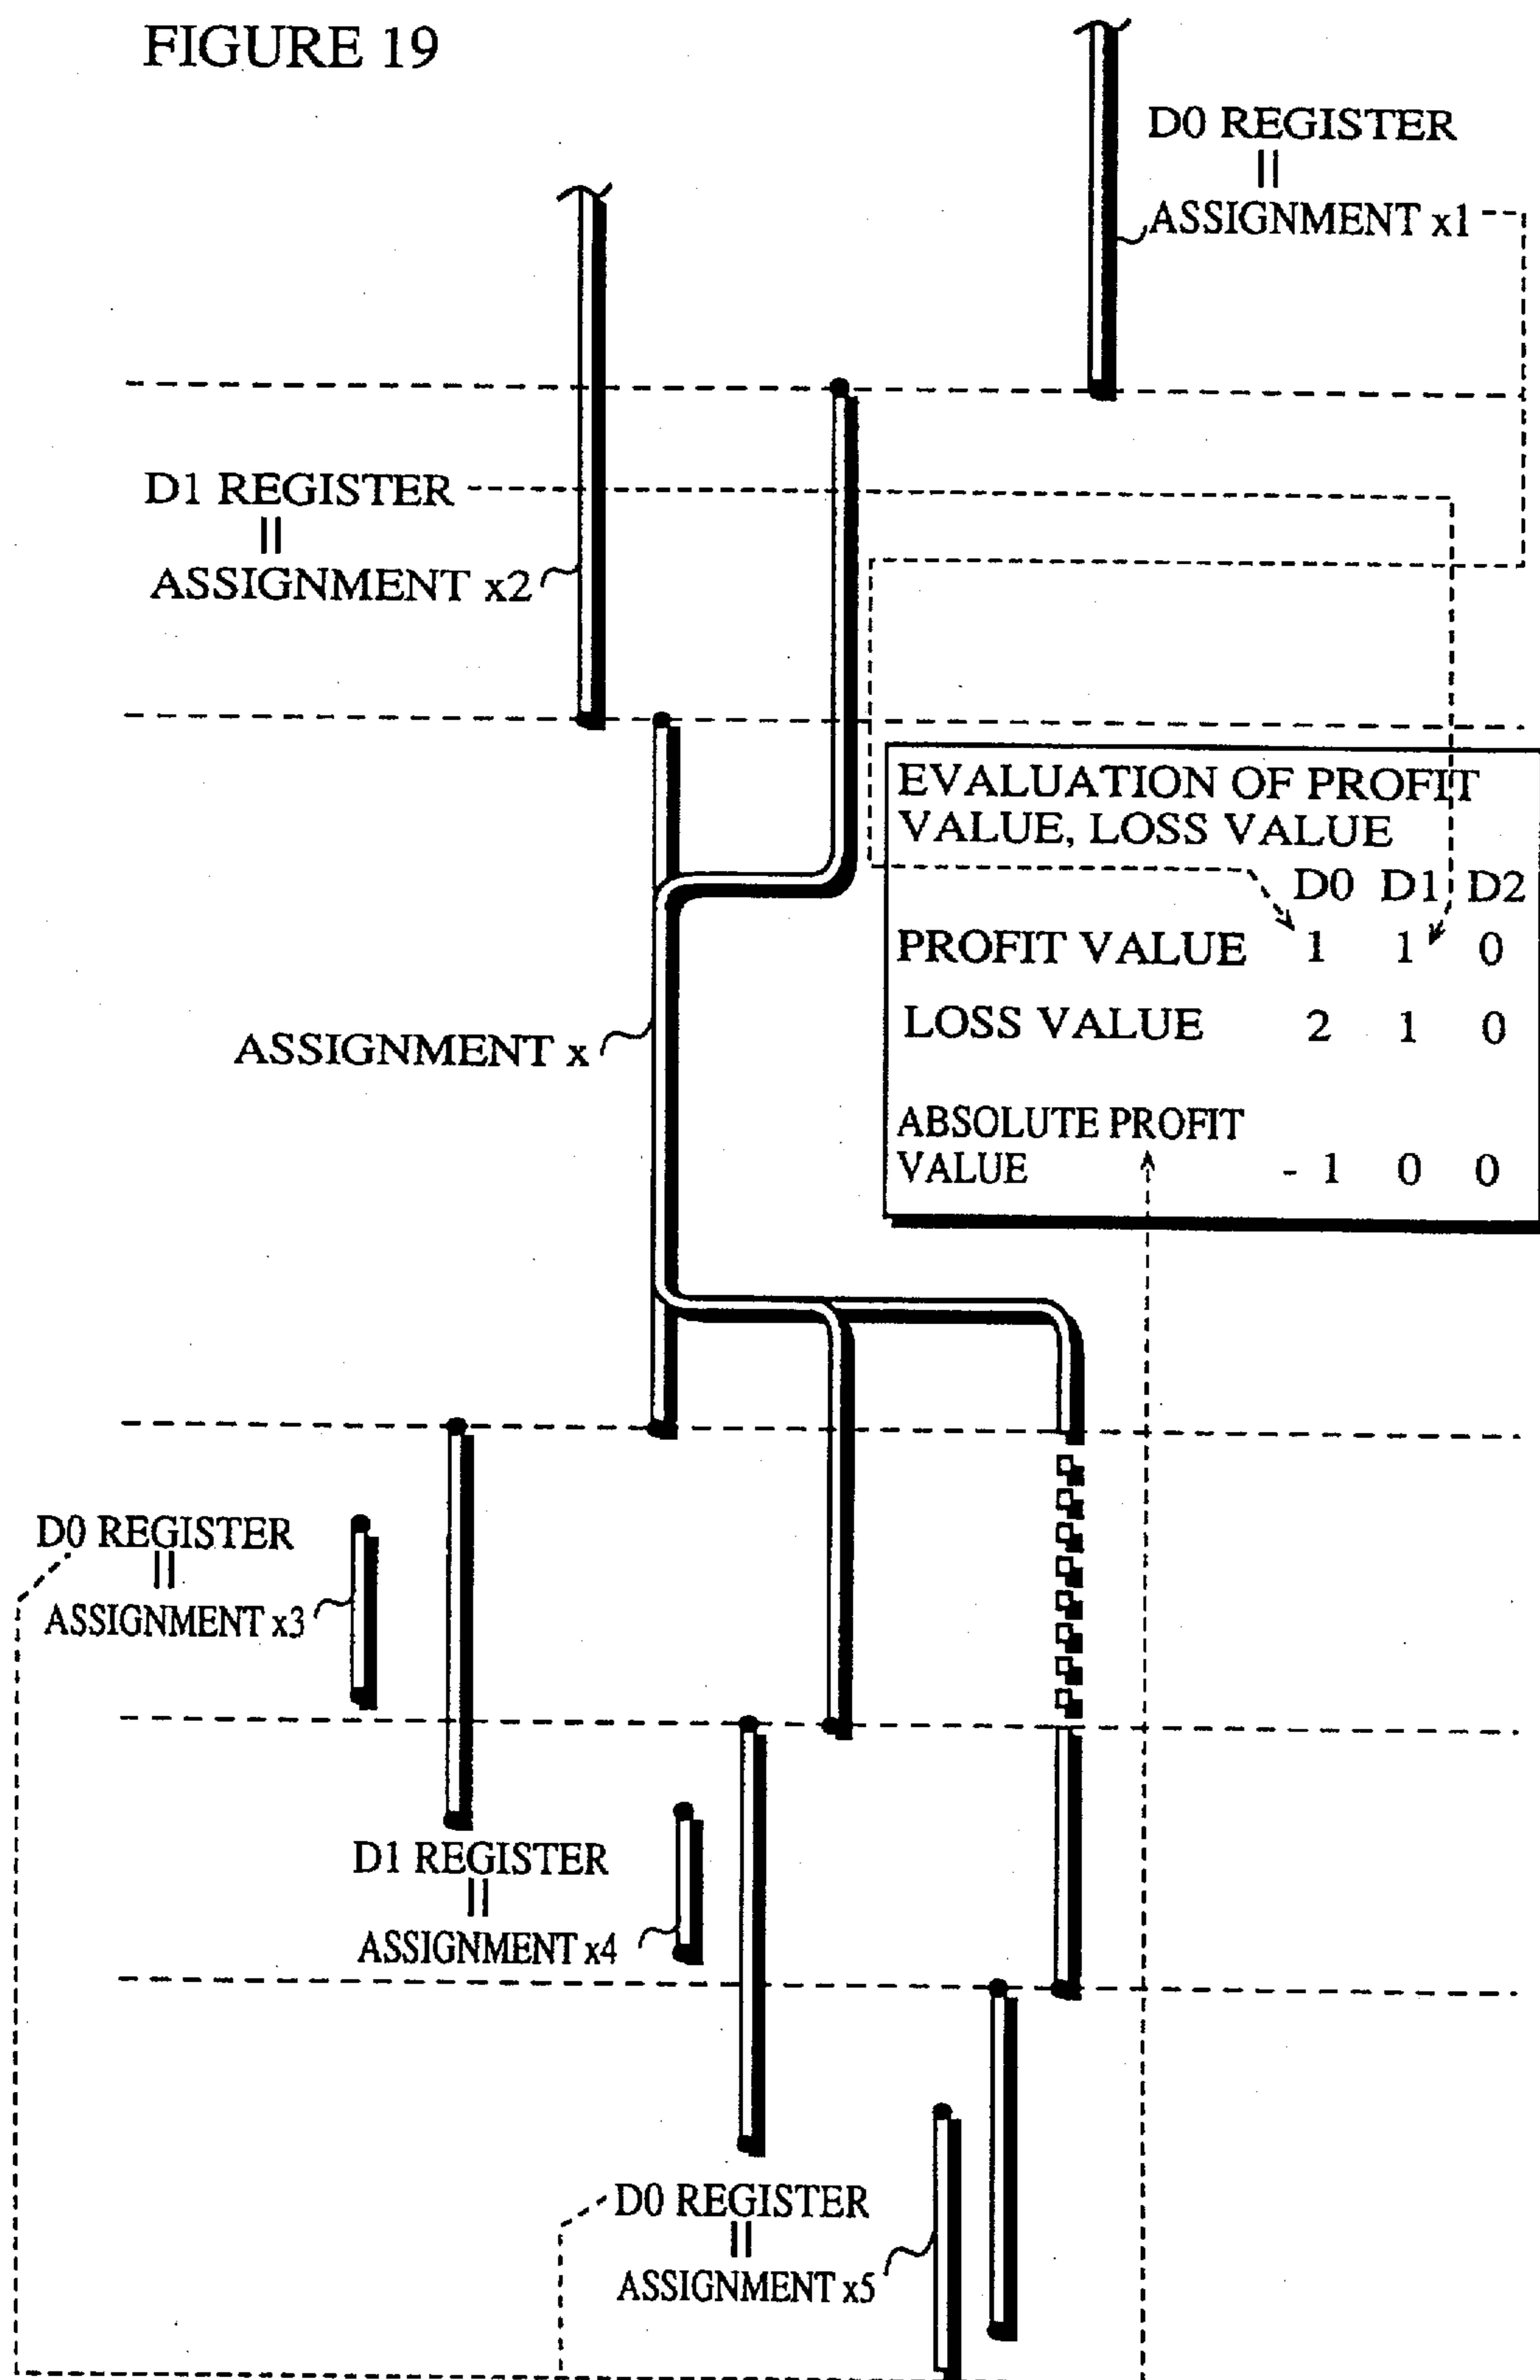 FIGURE 19
D0 REGISTER
||
ASSIGNMENT x1
D1 REGISTER
||
ASSIGNMENT x2
EVALUATION OF PROFIT
VALUE, LOSS VALUE
D0 D1 D2
PROFIT VALUE 1 1 0
LOSS VALUE 2 1 0
ABSOLUTE PROFIT
VALUE - 1 0 0
ASSIGNMENT x
D0 REGISTER
||
ASSIGNMENT x3
D1 REGISTER
||
ASSIGNMENT x4
D0 REGISTER
||
ASSIGNMENT x5